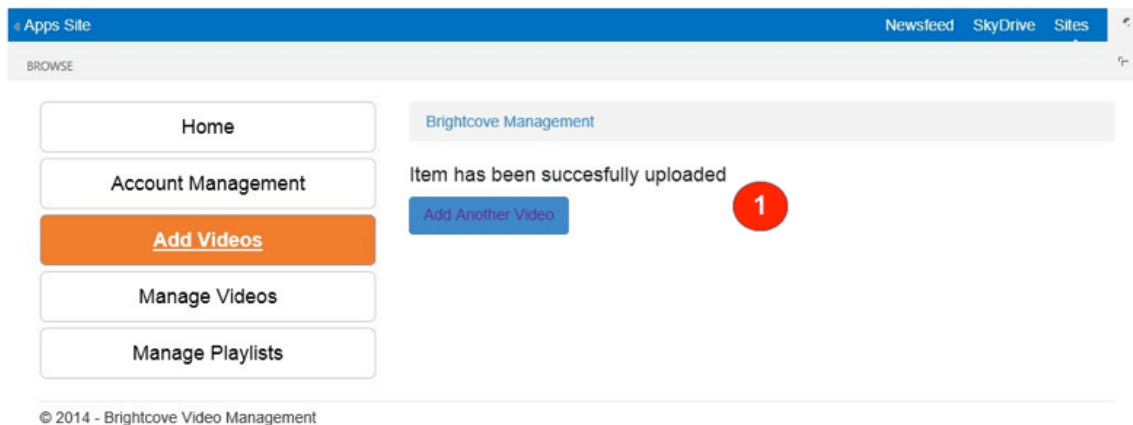 Apps Site
Newsfeed SkyDrive Sites
BROWSE
Home
Account Management
Add Videos
Manage Videos
Manage Playlists
Brightcove Management
Item has been succesfully uploaded
Add Another Video
1
© 2014 - Brightcove Video Management